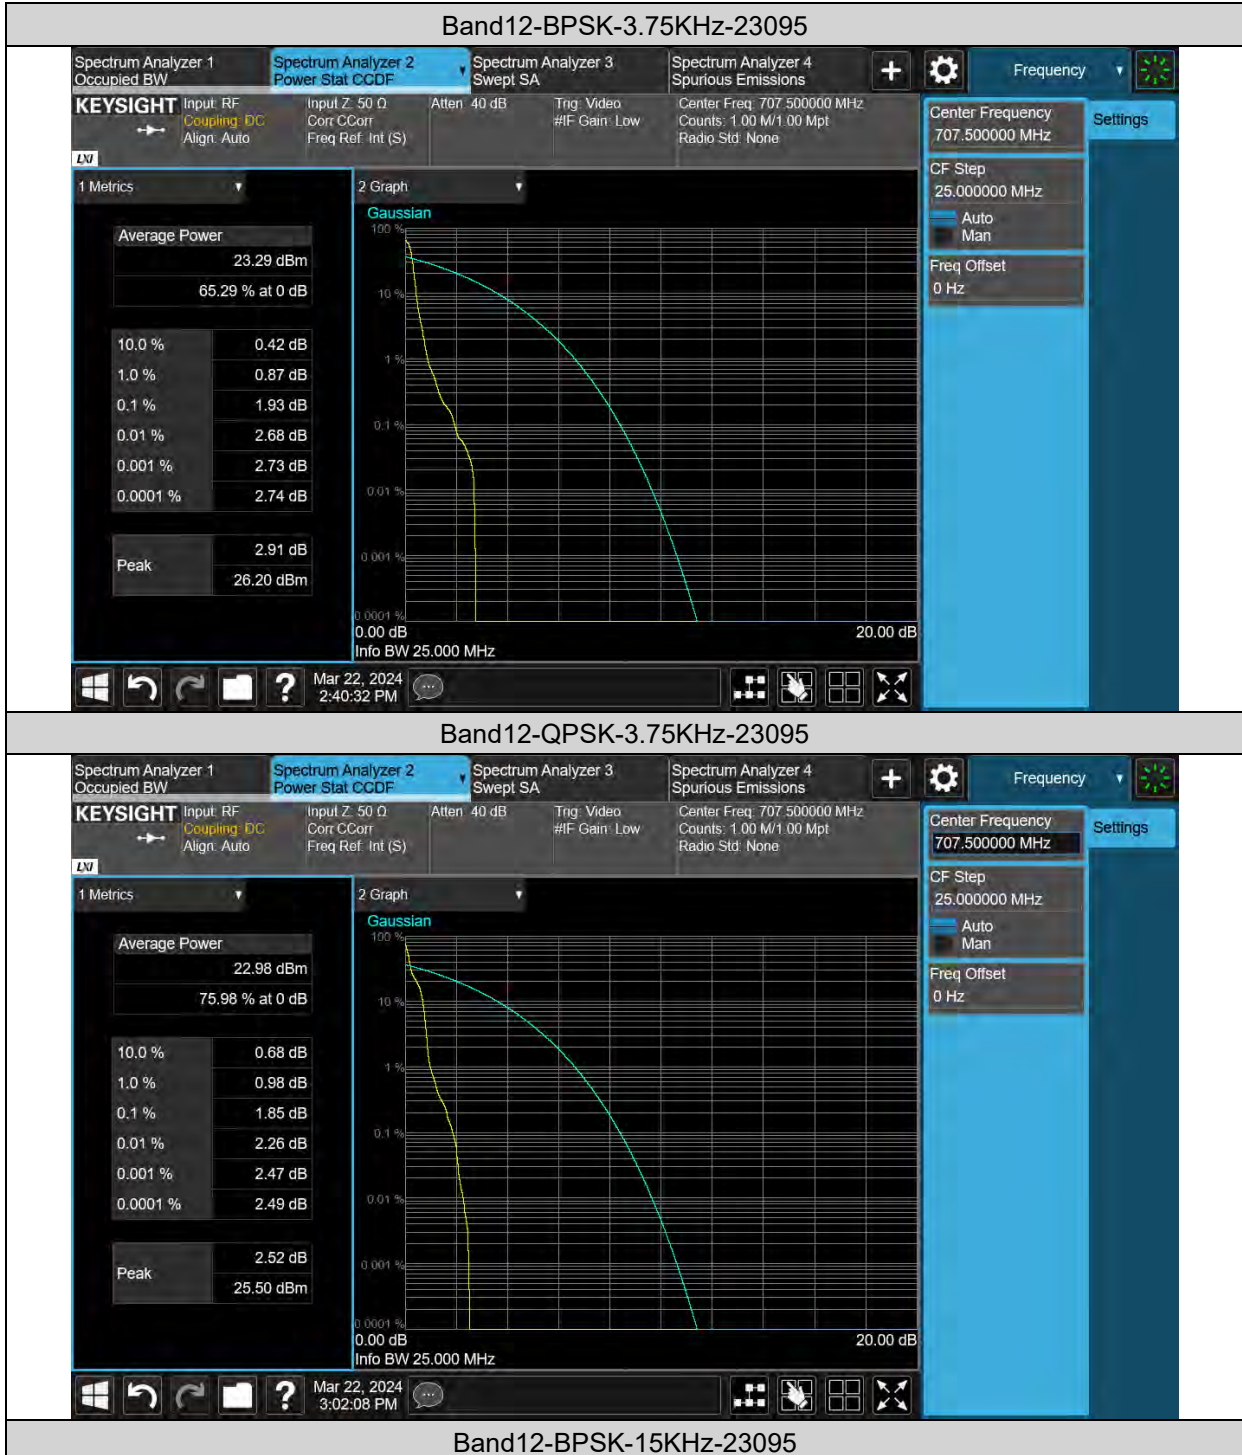 Band12-BPSK-3.75KHz-23095
Spectrum Analyzer 1
Occupied BW
Spectrum Analyzer 2
Power Stat CCDF
Spectrum Analyzer 3
Swept SA
Spectrum Analyzer 4
Spurious Emissions
+
Frequency
KEYSIGHT
LXI
Input: RF
Coupling: DC
Align: Auto
Input Z: 50 Ω
Corr CCorr
Freq Ref: Int (S)
Atten: 40 dB
Trig: Video
#IF Gain: Low
Center Freq: 707.500000 MHz
Counts: 1.00 M/1.00 Mpt
Radio Std: None
Center Frequency
707.500000 MHz
Settings
CF Step
25.000000 MHz
Auto
Man
Freq Offset
0 Hz
1 Metrics
Average Power
23.29 dBm
65.29 % at 0 dB
10.0 % 0.42 dB
1.0 % 0.87 dB
0.1 % 1.93 dB
0.01 % 2.68 dB
0.001 % 2.73 dB
0.0001 % 2.74 dB
Peak
2.91 dB
26.20 dBm
2 Graph
Gaussian
100 %
10 %
1 %
0.1 %
0.01 %
0.001 %
0.0001 %
0.00 dB 20.00 dB
Info BW 25.000 MHz
?
Mar 22, 2024
2:40:32 PM
Band12-QPSK-3.75KHz-23095
Spectrum Analyzer 1
Occupied BW
Spectrum Analyzer 2
Power Stat CCDF
Spectrum Analyzer 3
Swept SA
Spectrum Analyzer 4
Spurious Emissions
+
Frequency
KEYSIGHT
LXI
Input: RF
Coupling: DC
Align: Auto
Input Z: 50 Ω
Corr CCorr
Freq Ref: Int (S)
Atten: 40 dB
Trig: Video
#IF Gain: Low
Center Freq: 707.500000 MHz
Counts: 1.00 M/1.00 Mpt
Radio Std: None
Center Frequency
707.500000 MHz
Settings
CF Step
25.000000 MHz
Auto
Man
Freq Offset
0 Hz
1 Metrics
Average Power
22.98 dBm
75.98 % at 0 dB
10.0 % 0.68 dB
1.0 % 0.98 dB
0.1 % 1.85 dB
0.01 % 2.26 dB
0.001 % 2.47 dB
0.0001 % 2.49 dB
Peak
2.52 dB
25.50 dBm
2 Graph
Gaussian
100 %
10 %
1 %
0.1 %
0.01 %
0.001 %
0.0001 %
0.00 dB 20.00 dB
Info BW 25.000 MHz
?
Mar 22, 2024
3:02:08 PM
Band12-BPSK-15KHz-23095